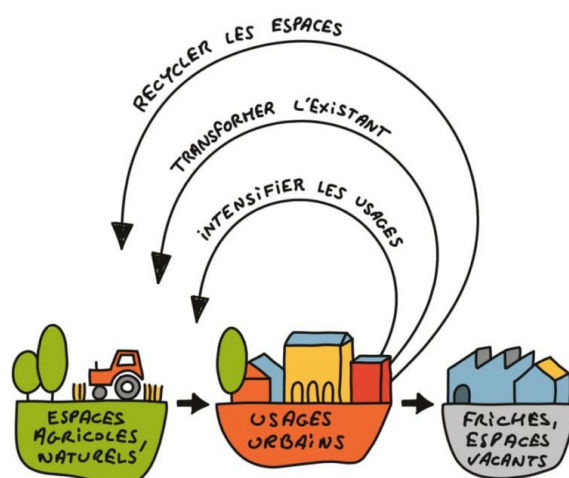 RECYCLER LES ESPACES
TRANSFORMER L'EXISTANT
INTENSIFIER LES USAGES
ESPACES
AGRICOLES,
NATURELS
USAGES
URBAINS
FRICHES,
ESPACES
VACANTS